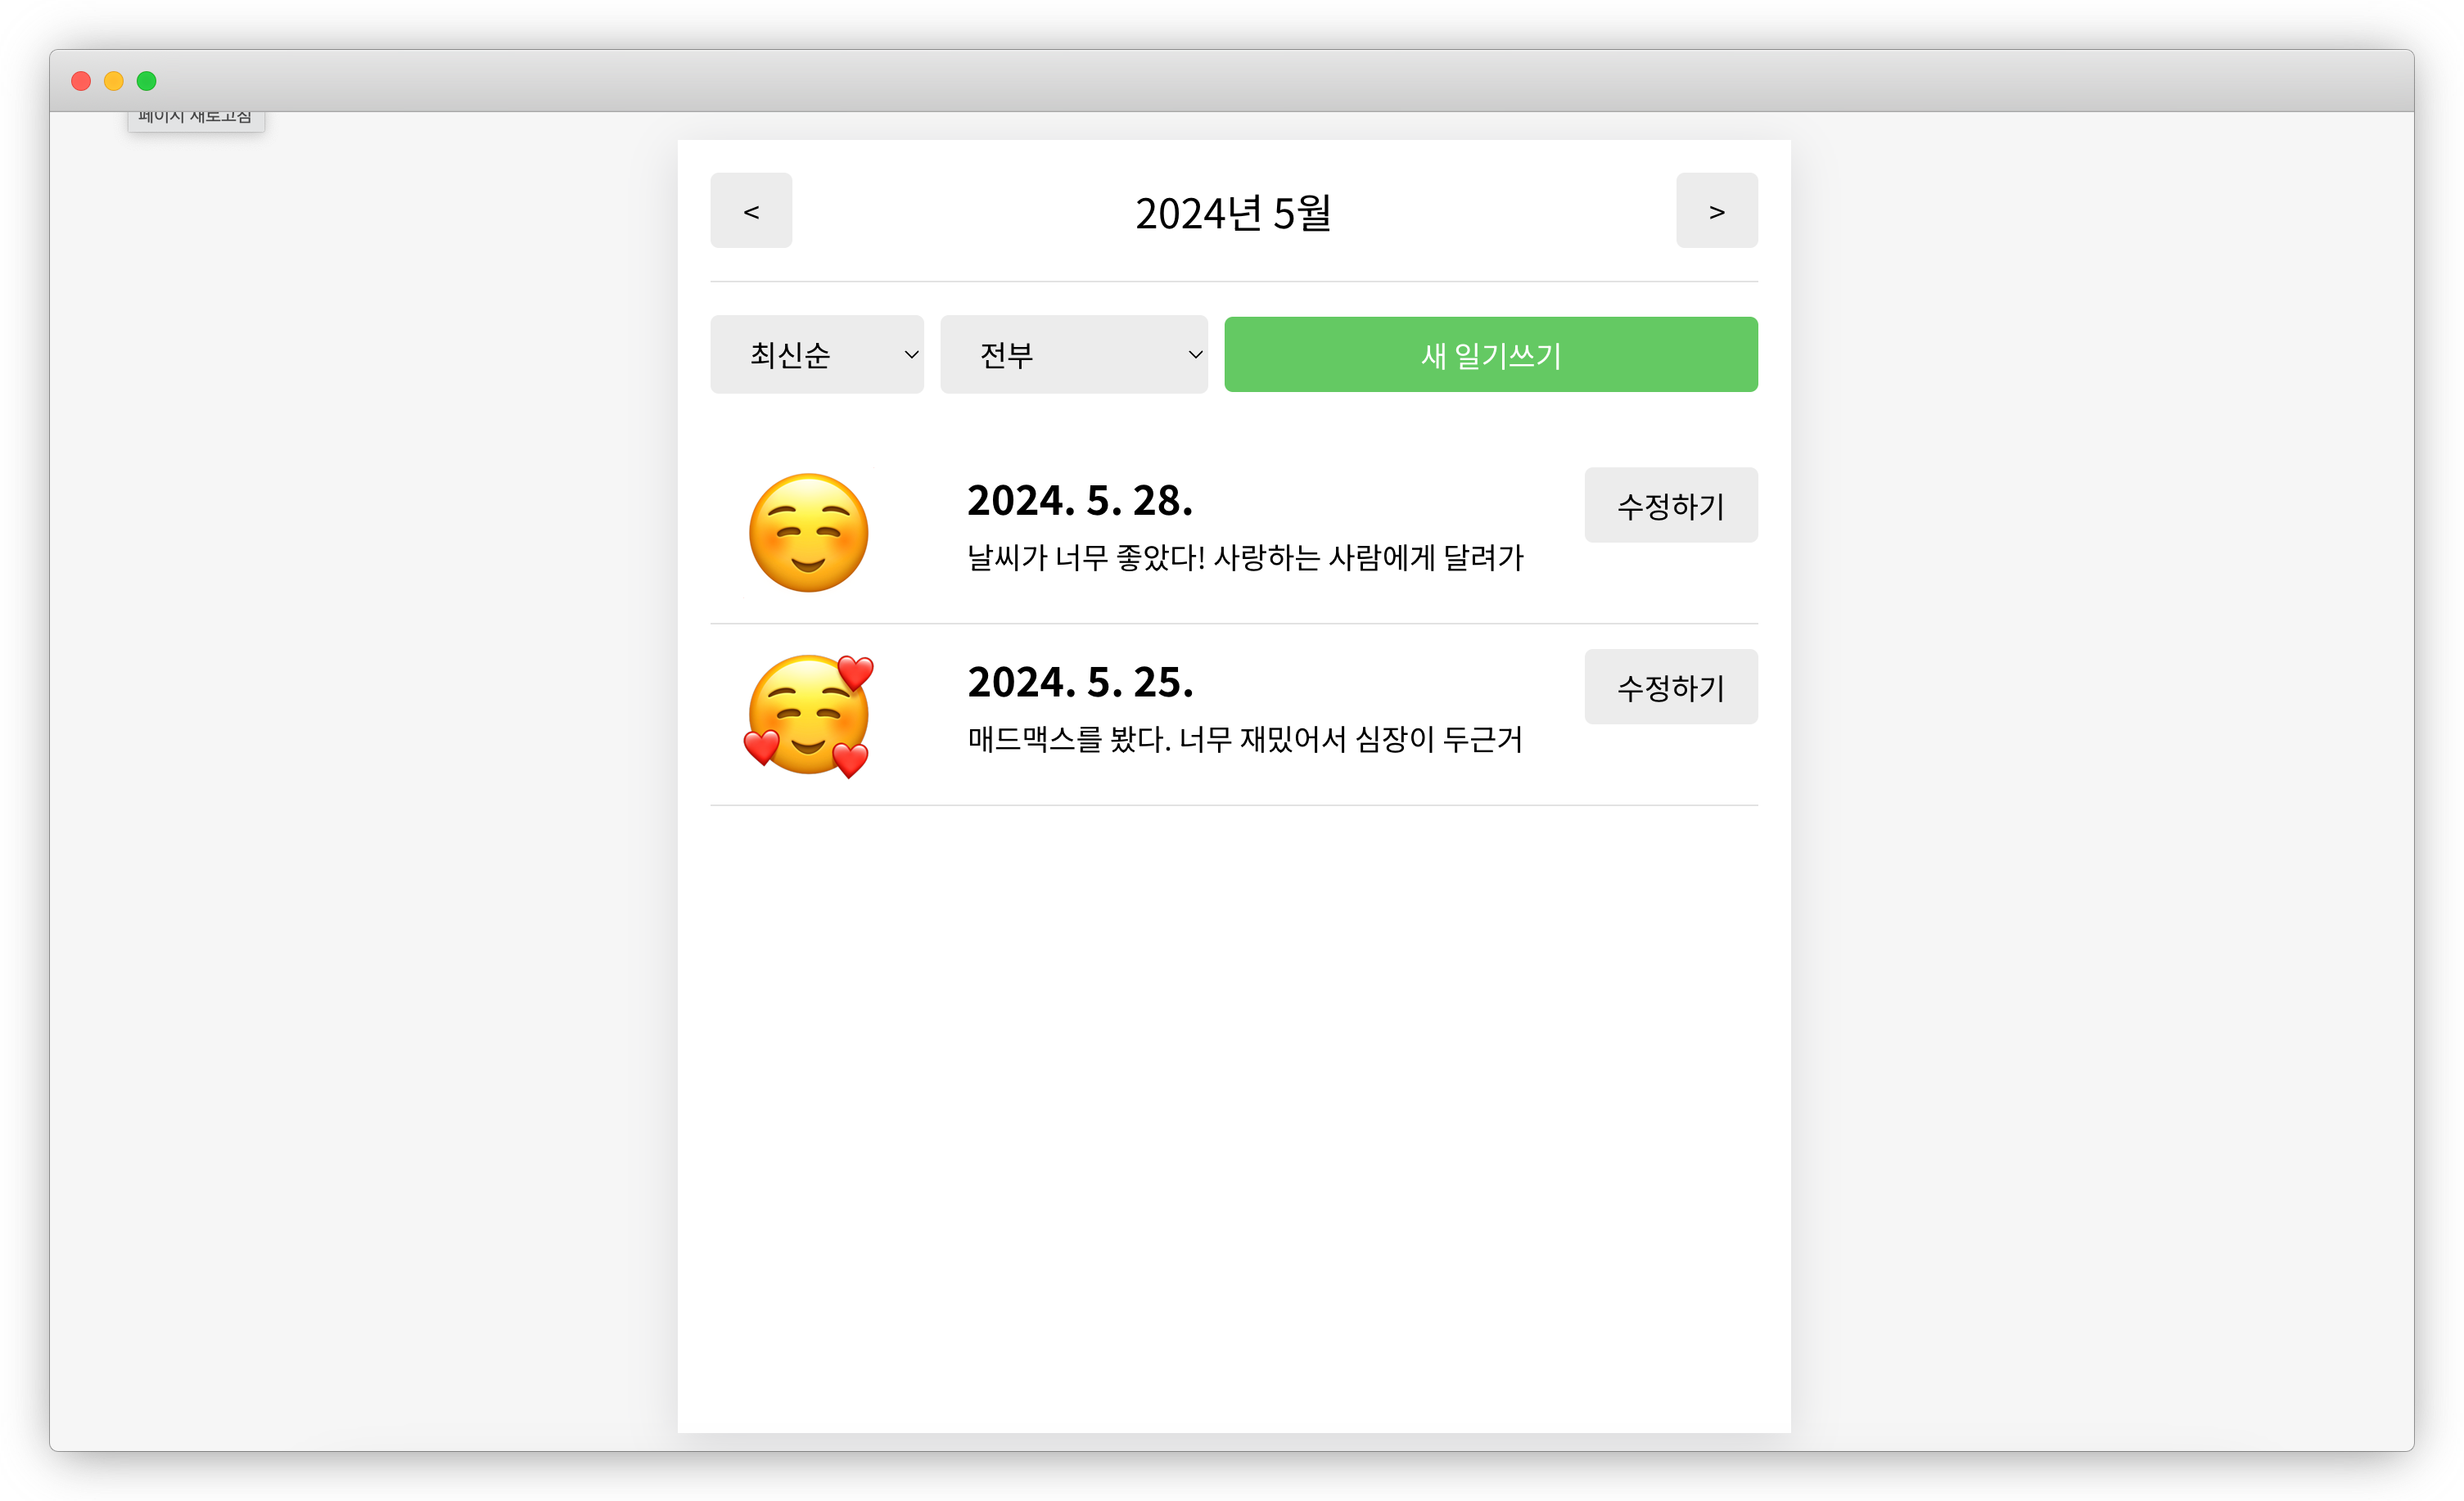 페이지 새로고침
< 2024년 5월 >
최신순 전부 새 일기쓰기
2024. 5. 28. 수정하기
날씨가 너무 좋았다! 사랑하는 사람에게 달려가
2024. 5. 25. 수정하기
매드맥스를 봤다. 너무 재밌어서 심장이 두근거